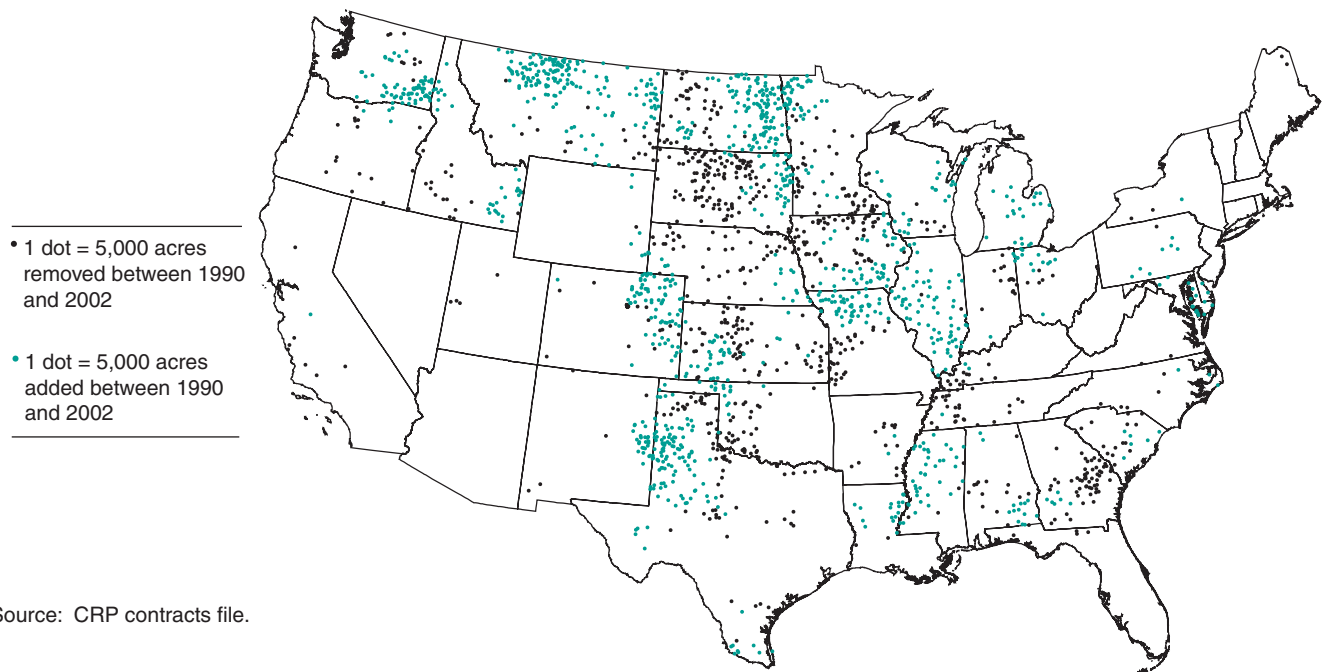 • 1 dot = 5,000 acres
removed between 1990
and 2002
• 1 dot = 5,000 acres
added between 1990
and 2002
Source: CRP contracts file.